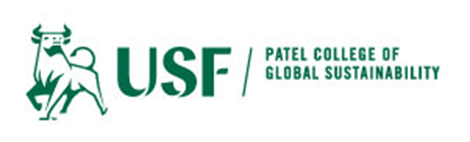 USF
PATEL COLLEGE OF
GLOBAL SUSTAINABILITY